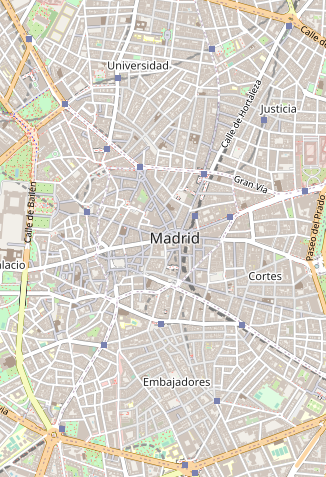 Calle de
Universidad
Calle de Hortaleza
Justicia
Gran Vía
Calle de Bailén
Paseo del Prado
Madrid
alacio
Cortes
Embajadores
vía